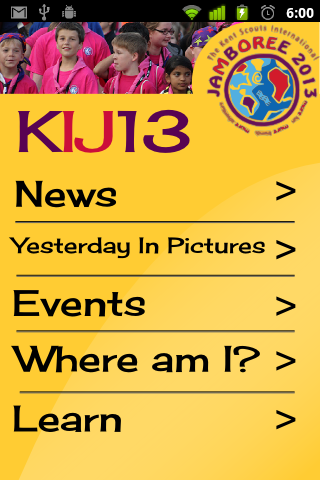 6:00
The Kent Scouts International
JAMBOREE 2013
KIJ13
News >
Yesterday In Pictures >
Events >
Where am I? >
Learn >